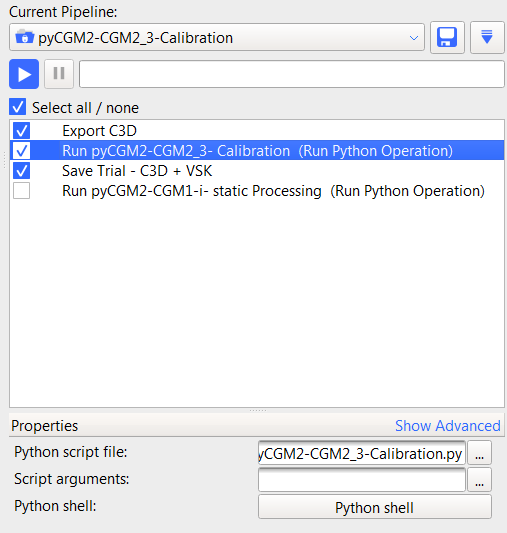 Current Pipeline:
pyCGM2-CGM2_3-Calibration
Select all / none
Export C3D
Run pyCGM2-CGM2_3- Calibration (Run Python Operation)
Save Trial - C3D + VSK
Run pyCGM2-CGM1-i- static Processing (Run Python Operation)
Properties Show Advanced
Python script file: yCGM2-CGM2_3-Calibration.py ...
Script arguments: ...
Python shell: Python shell